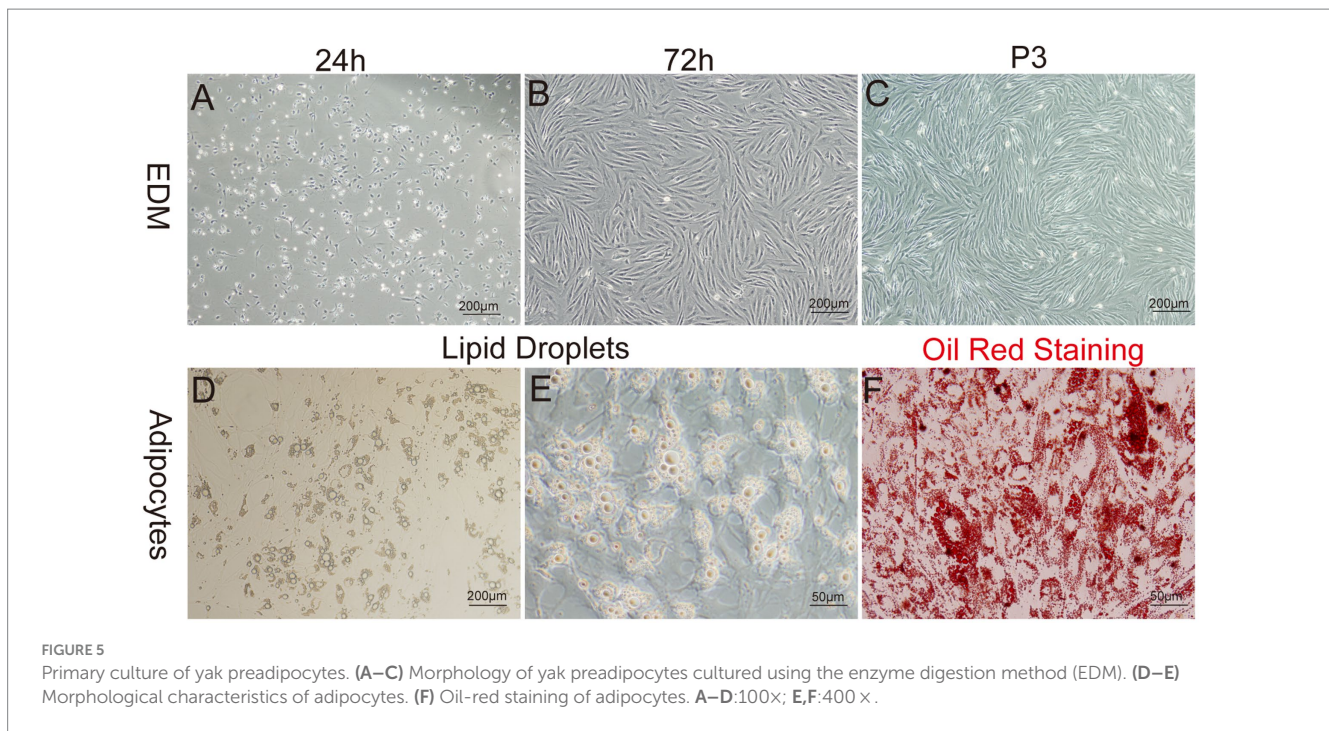 24h
72h
P3
A
B
C
EDM
200µm
200µm
200µm
Lipid Droplets
Oil Red Staining
D
E
F
Adipocytes
200µm
50µm
50µm
FIGURE 5
Primary culture of yak preadipocytes. (A–C) Morphology of yak preadipocytes cultured using the enzyme digestion method (EDM). (D–E)
Morphological characteristics of adipocytes. (F) Oil-red staining of adipocytes. A–D:100×; E,F:400 ×.